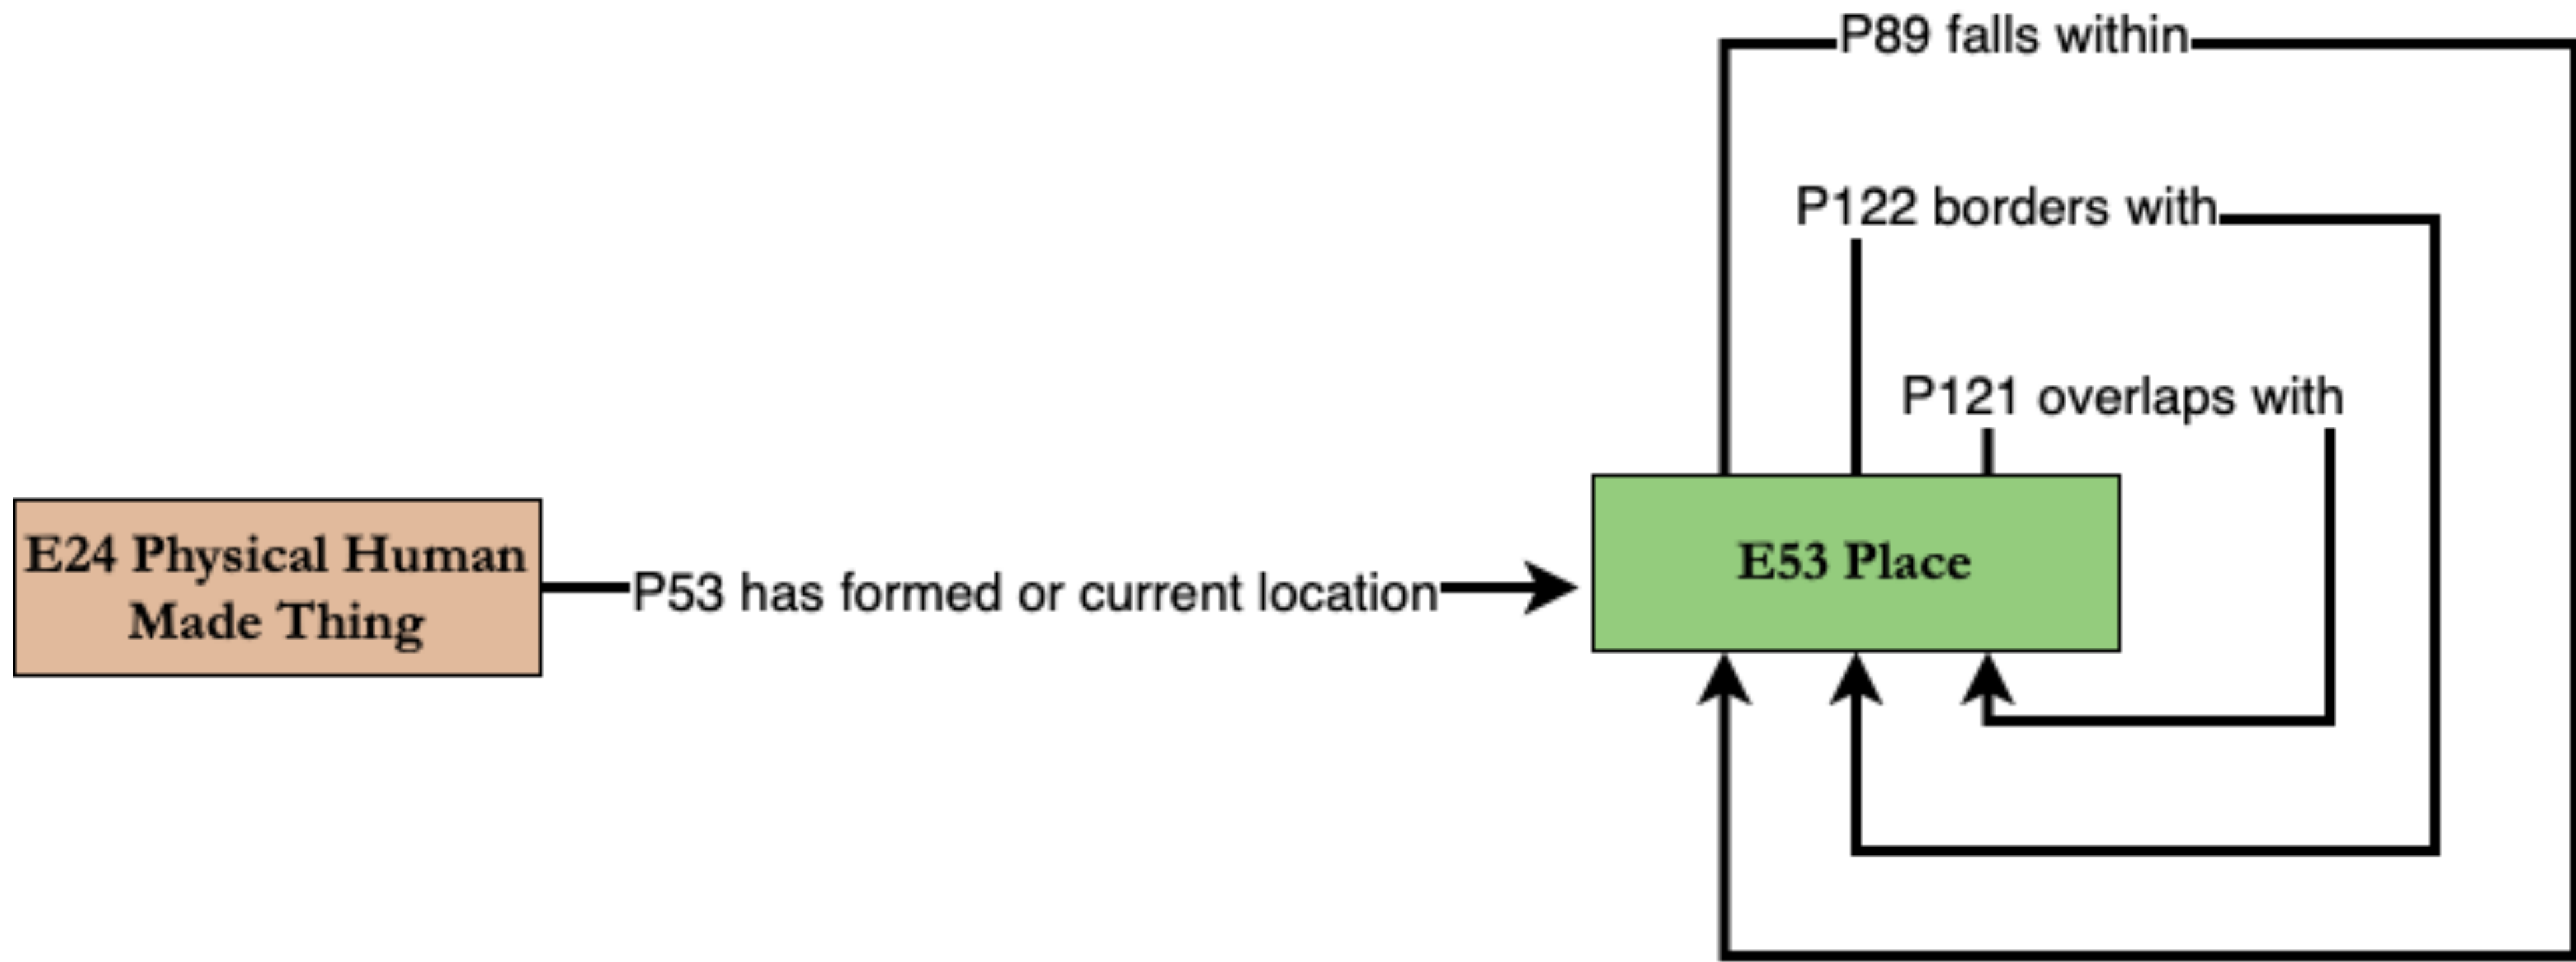 P89 falls within
P122 borders with
P121 overlaps with
E24 Physical Human
Made Thing
P53 has formed or current location
E53 Place